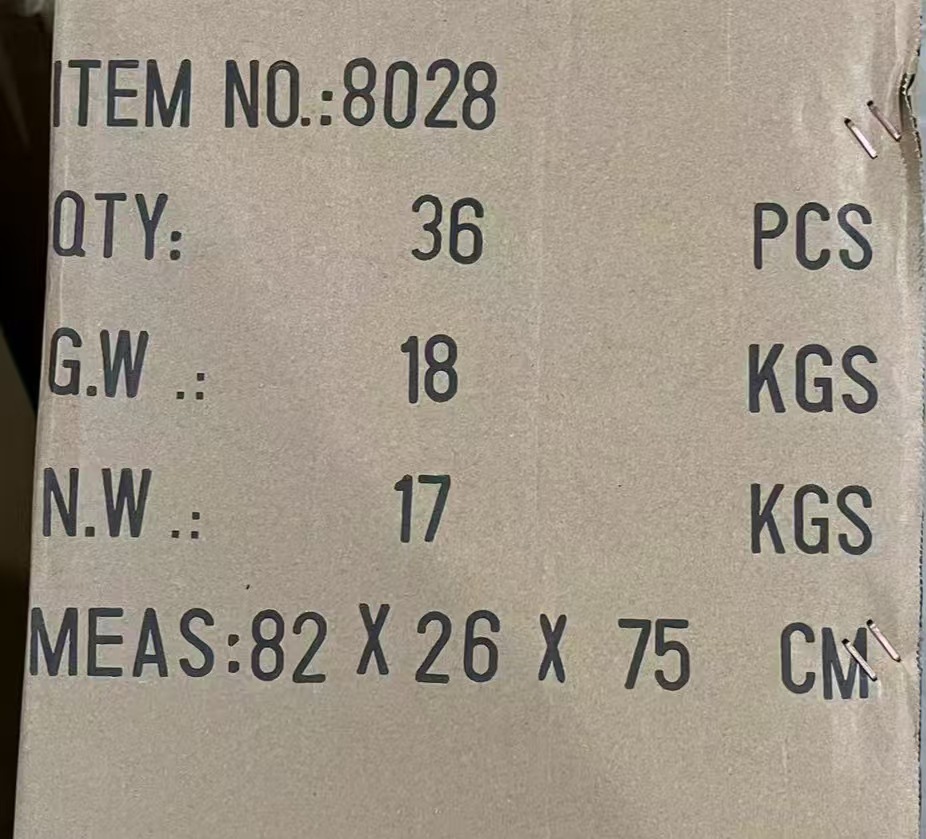 ITEM NO.:8028
QTY: 36 PCS
G.W .: 18 KGS
N.W .: 17 KGS
MEAS:82 X 26 X 75 CM